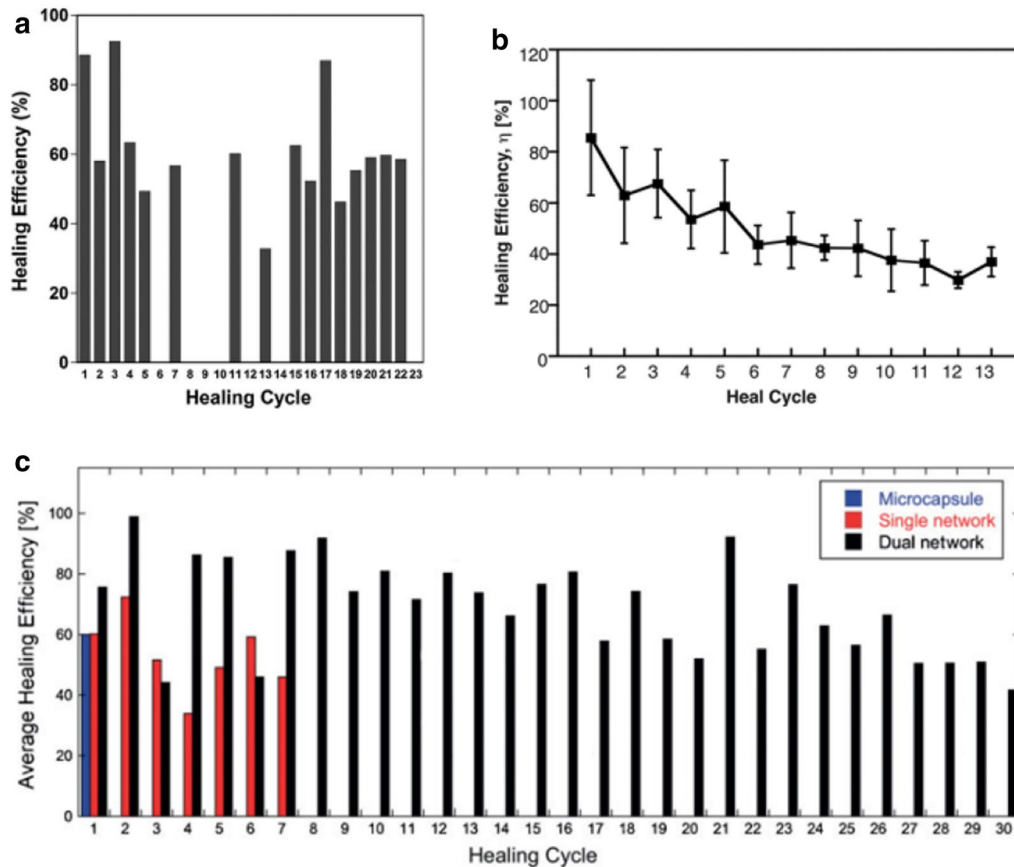 a
100
80
60
40
20
0
Healing Efficiency (%)
1 2 3 4 5 6 7 8 9 10 11 12 13 14 15 16 17 18 19 20 21 22 23
Healing Cycle
b
120
100
80
60
40
20
0
Healing Efficiency, η [%]
1 2 3 4 5 6 7 8 9 10 11 12 13
Heal Cycle
c
100
80
60
40
20
0
Average Healing Efficiency [%]
Microcapsule
Single network
Dual network
1 2 3 4 5 6 7 8 9 10 11 12 13 14 15 16 17 18 19 20 21 22 23 24 25 26 27 28 29 30
Healing Cycle